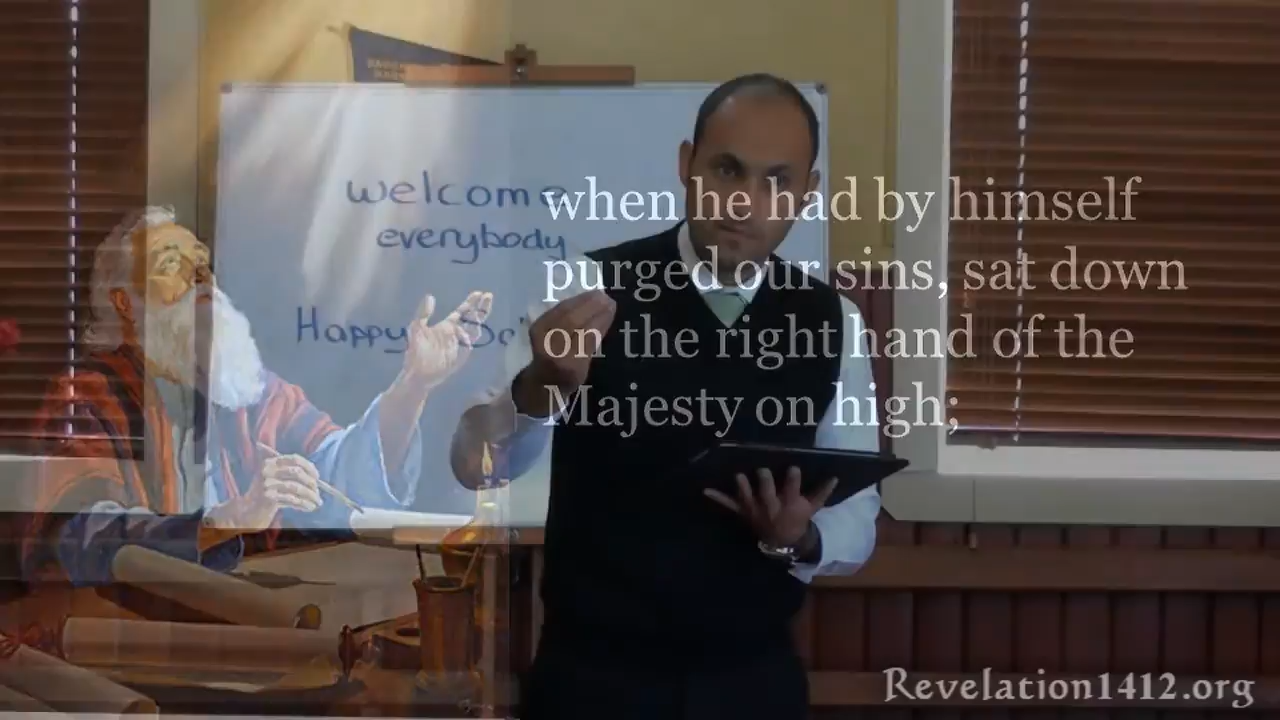 welcome
everybody
Happy
when he had by himself
purged our sins, sat down
on the right hand of the
Majesty on high;
Revelation1412.org